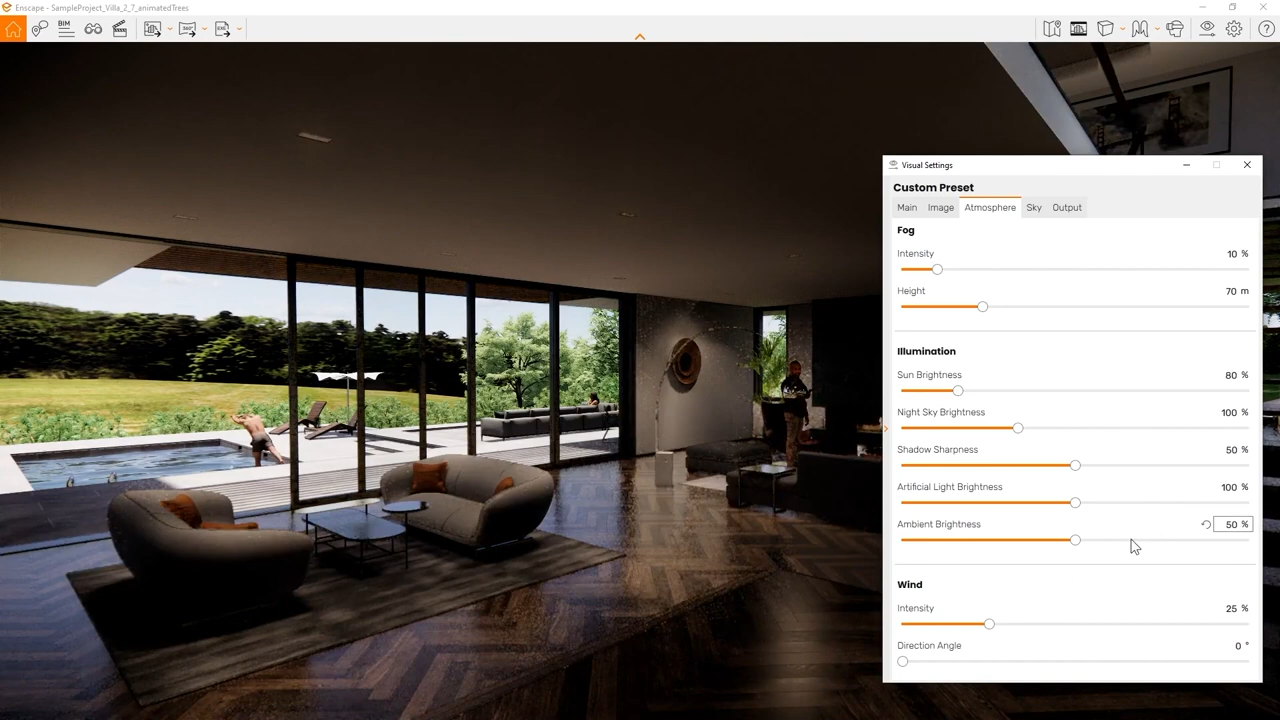 Enscape - SampleProject_Villa_2_7_animatedTrees
BIM
360°
EXE
Visual Settings
Custom Preset
Main Image Atmosphere Sky Output
Fog
Intensity 10 %
Height 70 m
Illumination
Sun Brightness 80 %
Night Sky Brightness 100 %
Shadow Sharpness 50 %
Artificial Light Brightness 100 %
Ambient Brightness 50 %
Wind
Intensity 25 %
Direction Angle 0 °